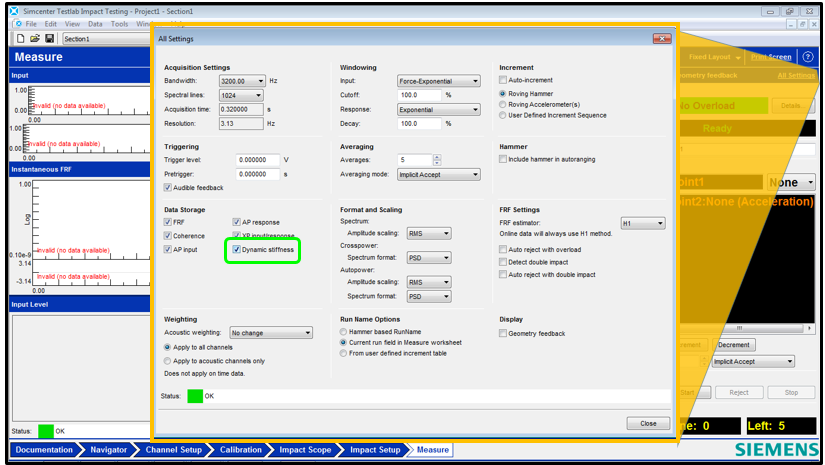 Simcenter Testlab Impact Testing - Project1 - Section1
File Edit View Data Tools Window
Section1
Measure
Fixed Layout
Print Screen
?
Input
geometry feedback
All Settings
1.00
Invalid (no data available)
0.00
0.00
1.00
Invalid (no data available)
0.00
0.00
Instantaneous FRF
1.00
Log
Invalid (no data available)
0.10e-9
3.14
Invalid (no data available)
-3.14
0.00
Input Level
Status: OK
All Settings
Acquisition Settings
Bandwidth: 3200.00 Hz
Spectral lines: 1024
Acquisition time: 0.320000 s
Resolution: 3.13 Hz
Windowing
Input: Force-Exponential
Cutoff: 100.0 %
Response: Exponential
Decay: 100.0 %
Increment
Auto-increment
Roving Hammer
Roving Accelerometer(s)
User Defined Increment Sequence
Triggering
Trigger level: 0.000000 V
Pretrigger: 0.000000 s
Audible feedback
Averaging
Averages: 5
Averaging mode: Implicit Accept
Hammer
Include hammer in autoranging
Data Storage
FRF
AP response
Coherence
XP input/response
AP input
Dynamic stiffness
Format and Scaling
Spectrum:
Amplitude scaling: RMS
Crosspower:
Spectrum format: PSD
Autopower:
Amplitude scaling: RMS
Spectrum format: PSD
FRF Settings
FRF estimator: H1
Online data will always use H1 method.
Auto reject with overload
Detect double impact
Auto reject with double impact
Weighting
Acoustic weighting: No change
Apply to all channels
Apply to acoustic channels only
Does not apply on time data.
Run Name Options
Hammer based RunName
Current run field in Measure worksheet
From user defined increment table
Display
Geometry feedback
Status: OK
Close
No Overload
Details...
Ready
None
oint2:None (Acceleration)
Decrement
Implicit Accept
Start
Reject
Stop
0
Left: 5
Documentation
Navigator
Channel Setup
Calibration
Impact Scope
Impact Setup
Measure
SIEMENS